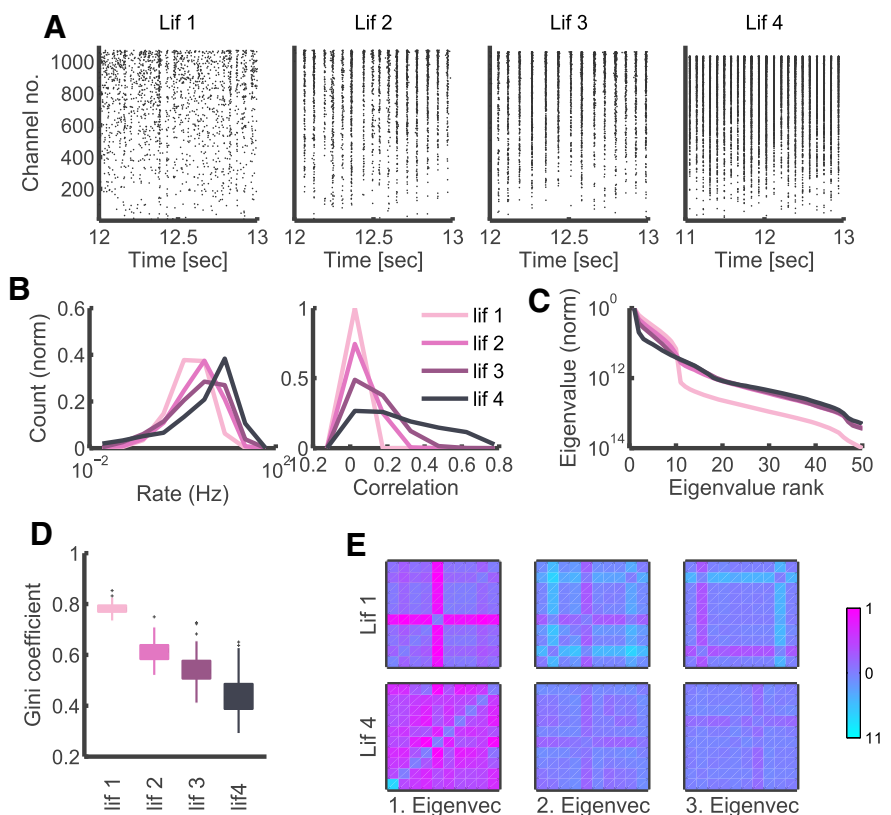 A
Lif 1
Lif 2
Lif 3
Lif 4
Channel no.
1000
800
600
400
200
12
12.5
13
12
12.5
13
12
12.5
13
11
12
13
Time [sec]
Time [sec]
Time [sec]
Time [sec]
B
Count (norm)
0.6
0.4
0.2
0
10⁻²
10²
Rate (Hz)
1
0.5
0
10.2
0
0.2
0.4
0.6
0.8
Correlation
lif 1
lif 2
lif 3
lif 4
C
Eigenvalue (norm)
10⁰
10¹²
10¹⁴
0
10
20
30
40
50
Eigenvalue rank
D
Gini coefficient
1
0.8
0.6
0.4
0.2
lif 1
lif 2
lif 3
lif4
E
Lif 1
Lif 4
1. Eigenvec
2. Eigenvec
3. Eigenvec
1
0
11